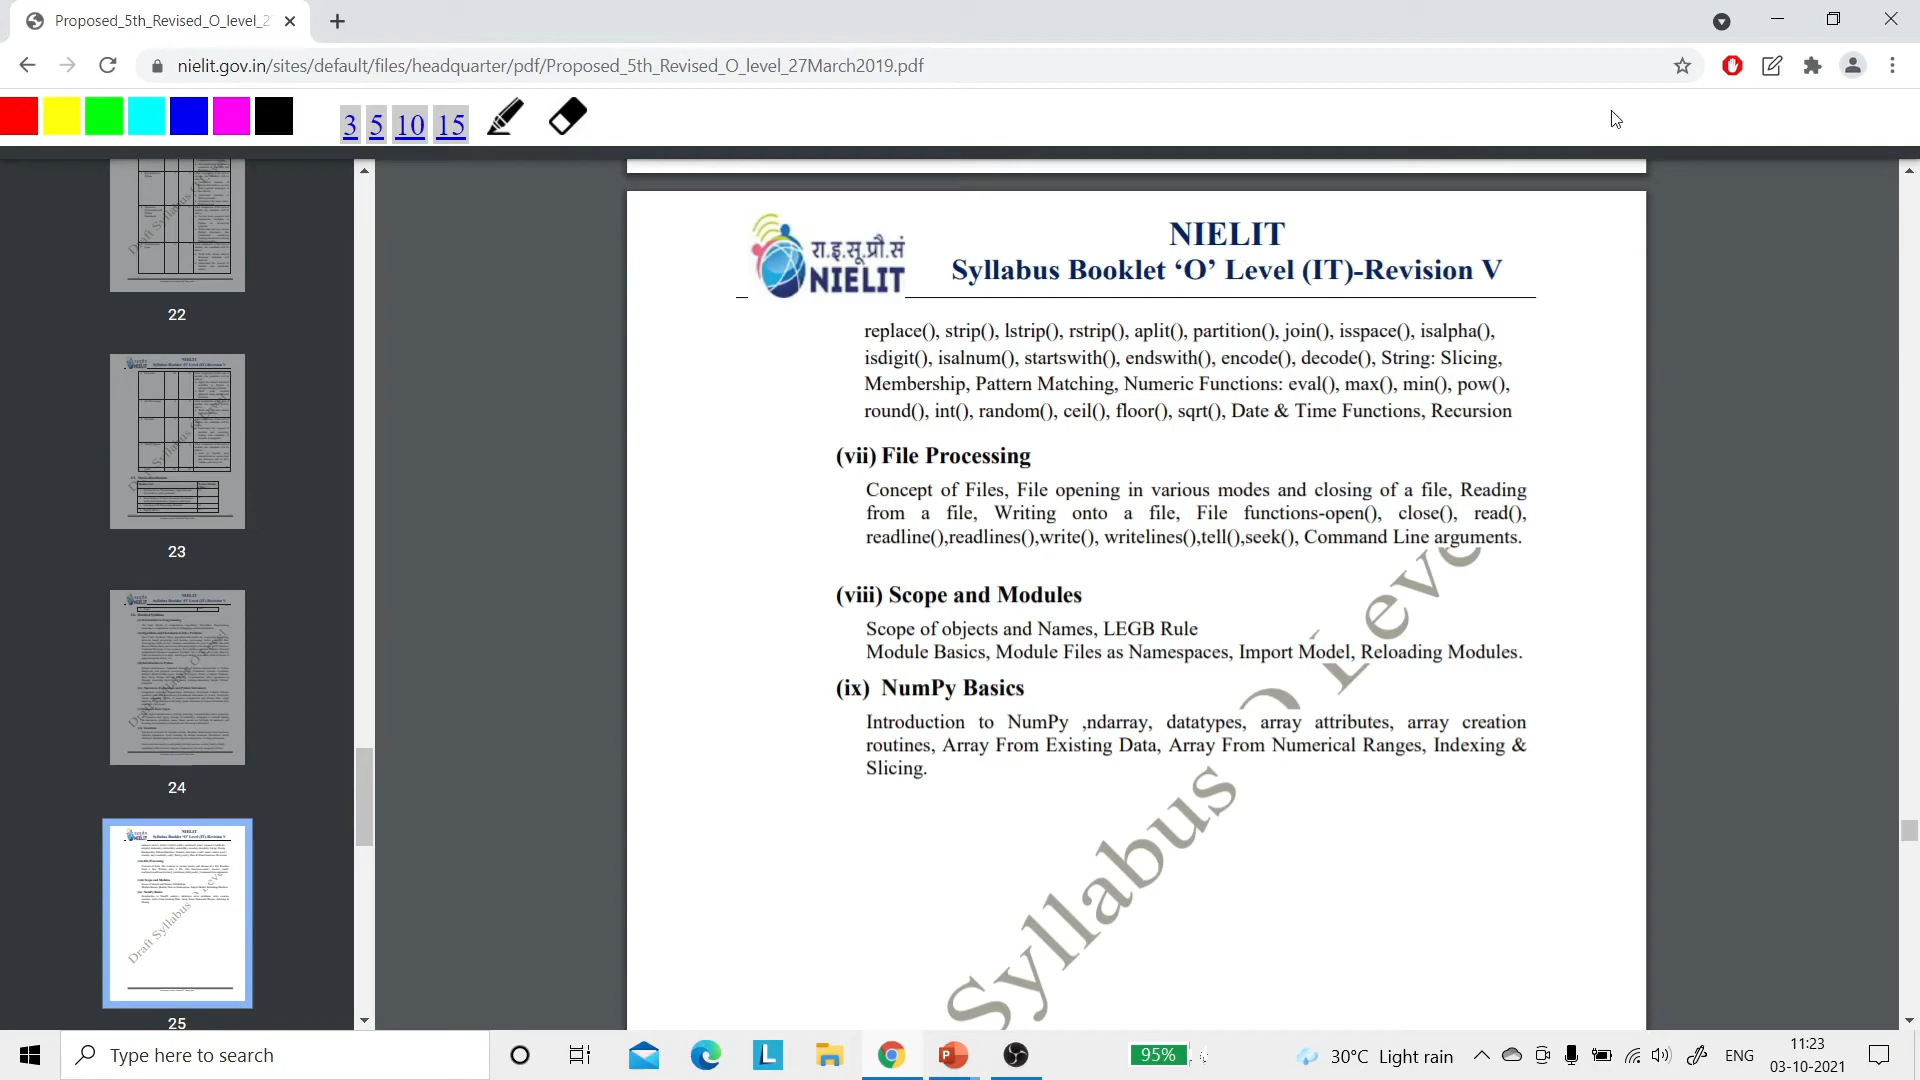 Proposed_5th_Revised_O_level_2
nielit.gov.in/sites/default/files/headquarter/pdf/Proposed_5th_Revised_O_level_27March2019.pdf
3 5 10 15
22
23
24
25
रा.इ.सू.प्रौ.सं
NIELIT
NIELIT
Syllabus Booklet ‘O’ Level (IT)-Revision V
replace(), strip(), lstrip(), rstrip(), aplit(), partition(), join(), isspace(), isalpha(),
isdigit(), isalnum(), startswith(), endswith(), encode(), decode(), String: Slicing,
Membership, Pattern Matching, Numeric Functions: eval(), max(), min(), pow(),
round(), int(), random(), ceil(), floor(), sqrt(), Date & Time Functions, Recursion
(vii) File Processing
Concept of Files, File opening in various modes and closing of a file, Reading
from a file, Writing onto a file, File functions-open(), close(), read(),
readline(),readlines(),write(), writelines(),tell(),seek(), Command Line arguments.
(viii) Scope and Modules
Scope of objects and Names, LEGB Rule
Module Basics, Module Files as Namespaces, Import Model, Reloading Modules.
(ix) NumPy Basics
Introduction to NumPy ,ndarray, datatypes, array attributes, array creation
routines, Array From Existing Data, Array From Numerical Ranges, Indexing &
Slicing.
Syllabus O Leve
Draft Syllabus
Type here to search
95%
30°C Light rain
ENG
11:23
03-10-2021